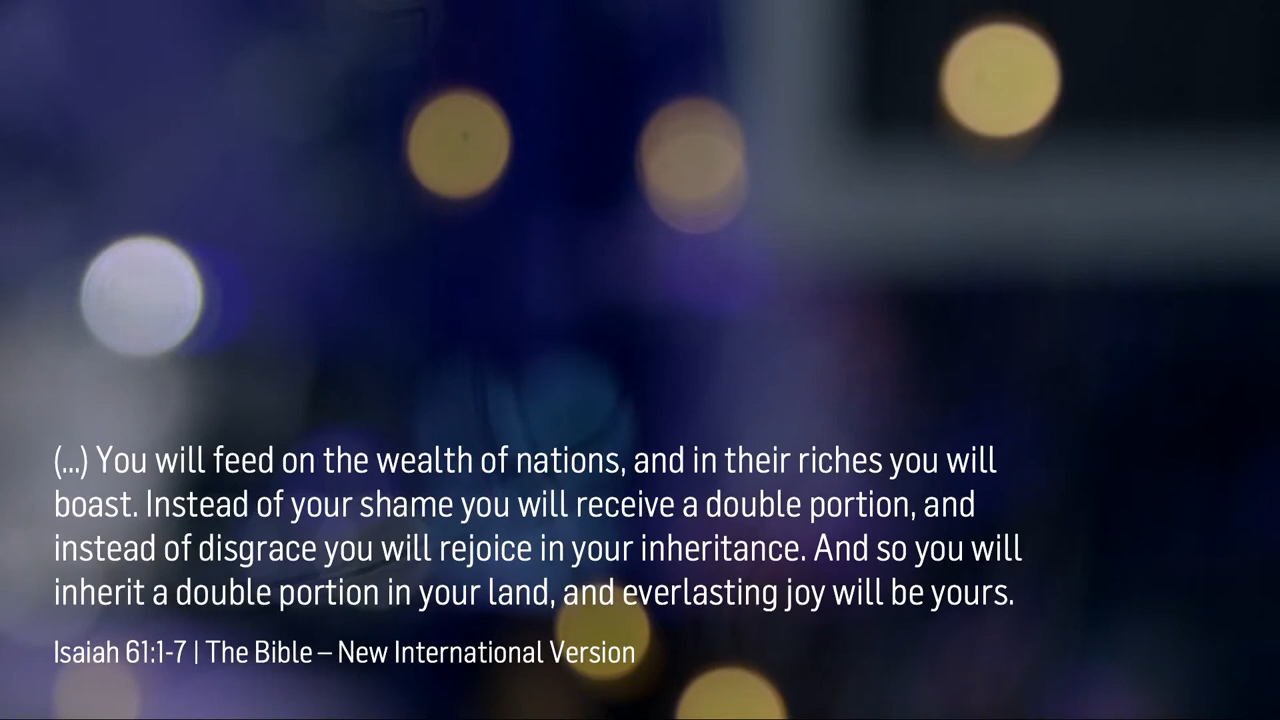 (...) You will feed on the wealth of nations, and in their riches you will
boast. Instead of your shame you will receive a double portion, and
instead of disgrace you will rejoice in your inheritance. And so you will
inherit a double portion in your land, and everlasting joy will be yours.
Isaiah 61:1-7 | The Bible – New International Version